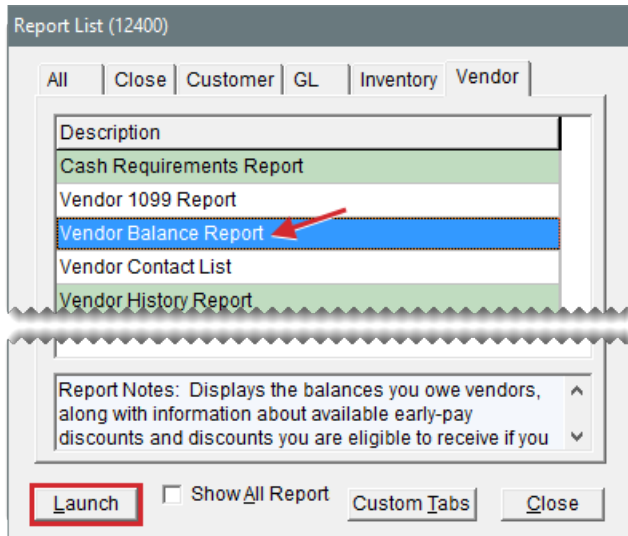 Report List (12400)
All Close Customer GL Inventory Vendor
Description
Cash Requirements Report
Vendor 1099 Report
Vendor Balance Report
Vendor Contact List
Vendor History Report
Report Notes: Displays the balances you owe vendors,
along with information about available early-pay
discounts and discounts you are eligible to receive if you
Launch Show All Report Custom Tabs Close